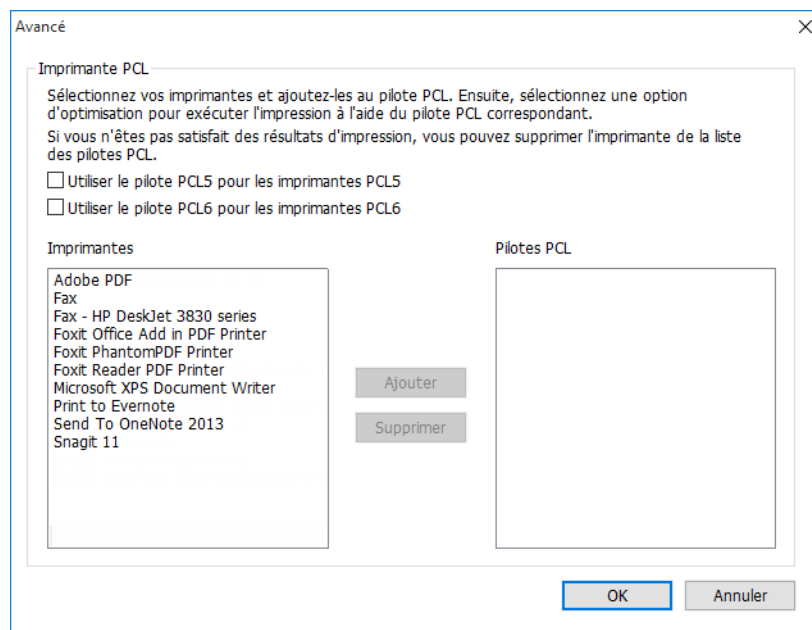 Avancé
Imprimante PCL
Sélectionnez vos imprimantes et ajoutez-les au pilote PCL. Ensuite, sélectionnez une option
d'optimisation pour exécuter l'impression à l'aide du pilote PCL correspondant.
Si vous n'êtes pas satisfait des résultats d'impression, vous pouvez supprimer l'imprimante de la liste
des pilotes PCL.
Utiliser le pilote PCL5 pour les imprimantes PCL5
Utiliser le pilote PCL6 pour les imprimantes PCL6
Imprimantes
Pilotes PCL
Adobe PDF
Fax
Fax - HP DeskJet 3830 series
Foxit Office Add in PDF Printer
Foxit PhantomPDF Printer
Foxit Reader PDF Printer
Microsoft XPS Document Writer
Print to Evernote
Send To OneNote 2013
Snagit 11
Ajouter
Supprimer
OK
Annuler